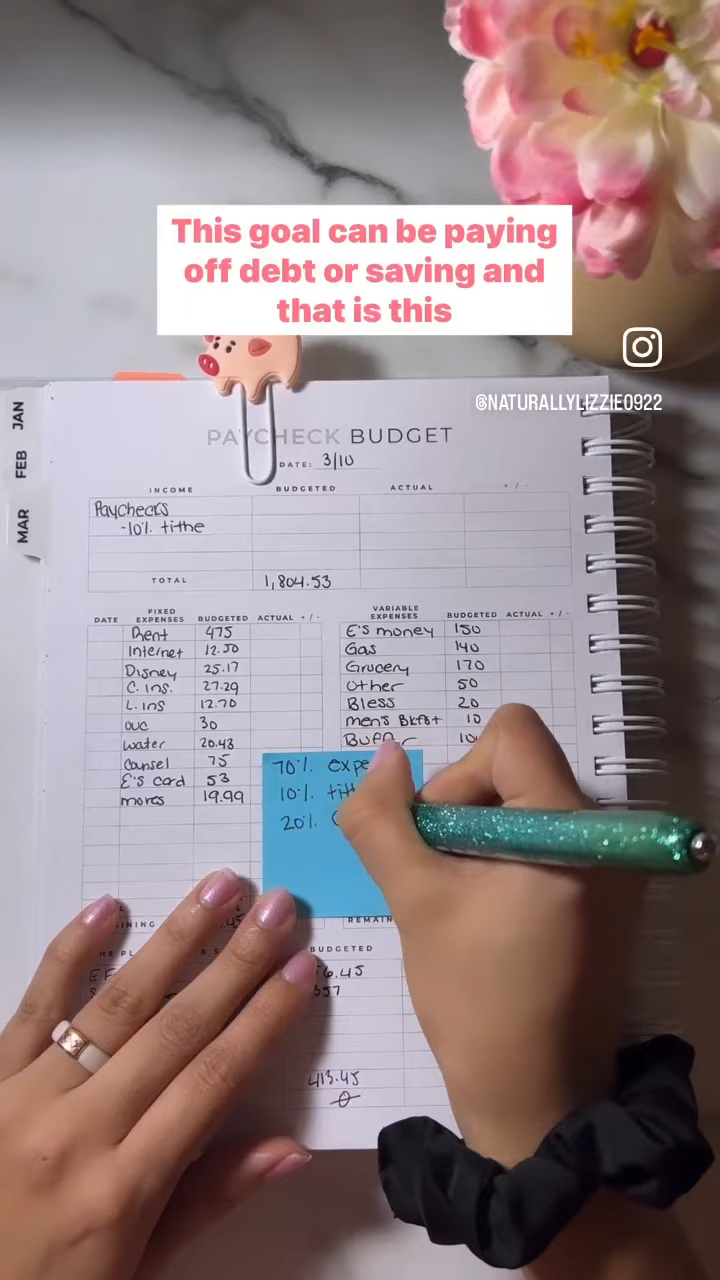 This goal can be paying
off debt or saving and
that is this
@NATURALLYLIZZIE0922
JAN
FEB
MAR
PAYCHECK BUDGET
DATE: 3/10
INCOME BUDGETED ACTUAL + / -
Paychecks
-10% tithe
TOTAL 1,804.53
DATE FIXED EXPENSES BUDGETED ACTUAL + / -
Rent 475
Internet 12.50
Disney 25.17
C. ins. 27.29
L. ins 12.70
OUC 30
water 20.43
Counsel 75
E's card 53
mores 19.99
VARIABLE EXPENSES BUDGETED ACTUAL + / -
E's money 150
Gas 140
Grocery 170
Other 50
Bless 20
men's Bkfst 10
70%
10%
20%
BUDGETED
357
413.45